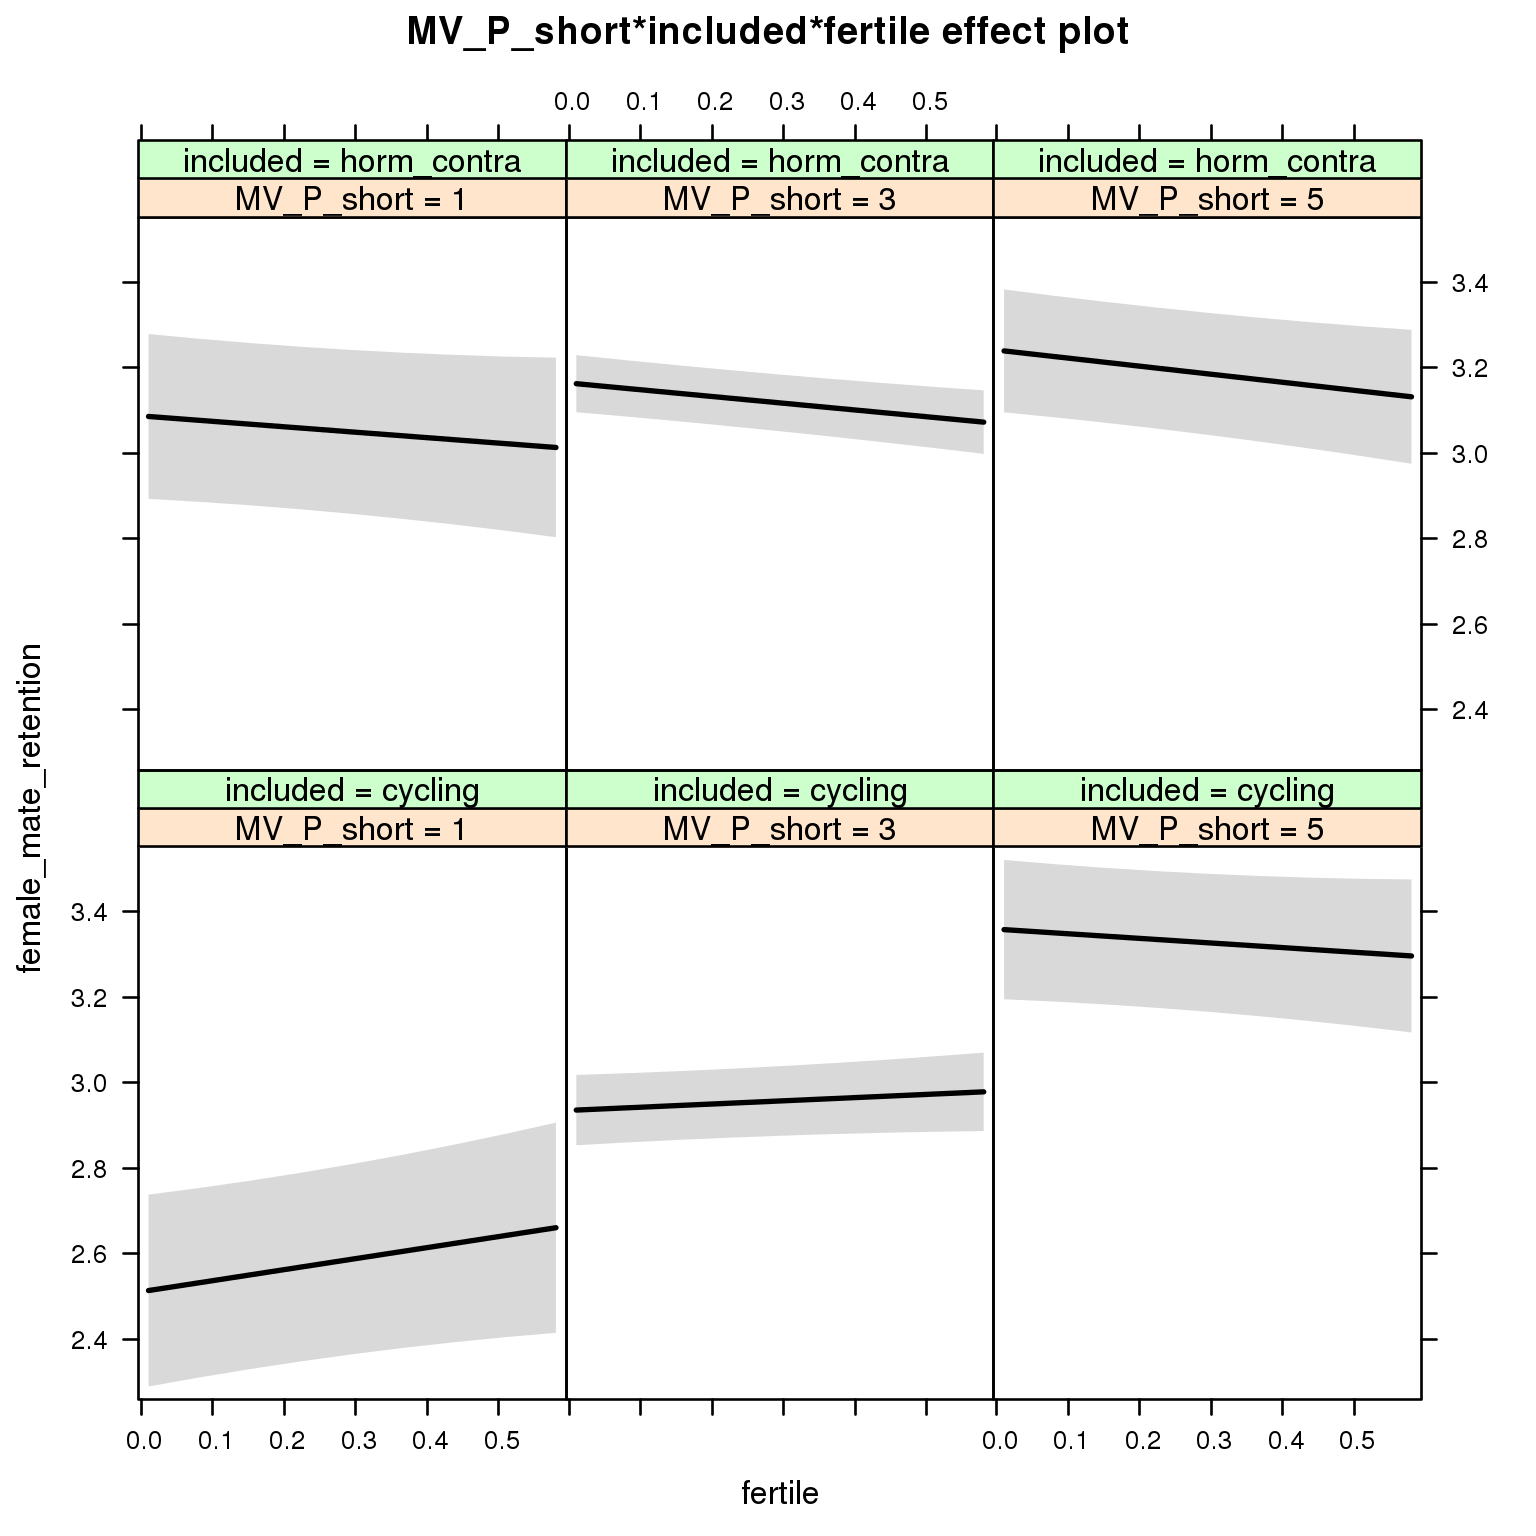 MV_P_short*included*fertile effect plot
0.0 0.1 0.2 0.3 0.4 0.5
included = horm_contra included = horm_contra included = horm_contra
MV_P_short = 1 MV_P_short = 3 MV_P_short = 5
3.4
3.2
3.0
2.8
2.6
2.4
female_mate_retention
included = cycling included = cycling included = cycling
MV_P_short = 1 MV_P_short = 3 MV_P_short = 5
3.4
3.2
3.0
2.8
2.6
2.4
0.0 0.1 0.2 0.3 0.4 0.5 0.0 0.1 0.2 0.3 0.4 0.5
fertile